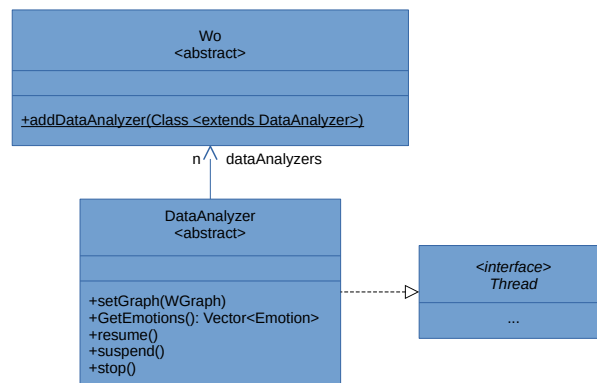 Wo
<abstract>
+addDataAnalyzer(Class <extends DataAnalyzer>)
n dataAnalyzers
DataAnalyzer
<abstract>
+setGraph(WGraph)
+GetEmotions(): Vector<Emotion>
+resume()
+suspend()
+stop()
<interface>
Thread
...